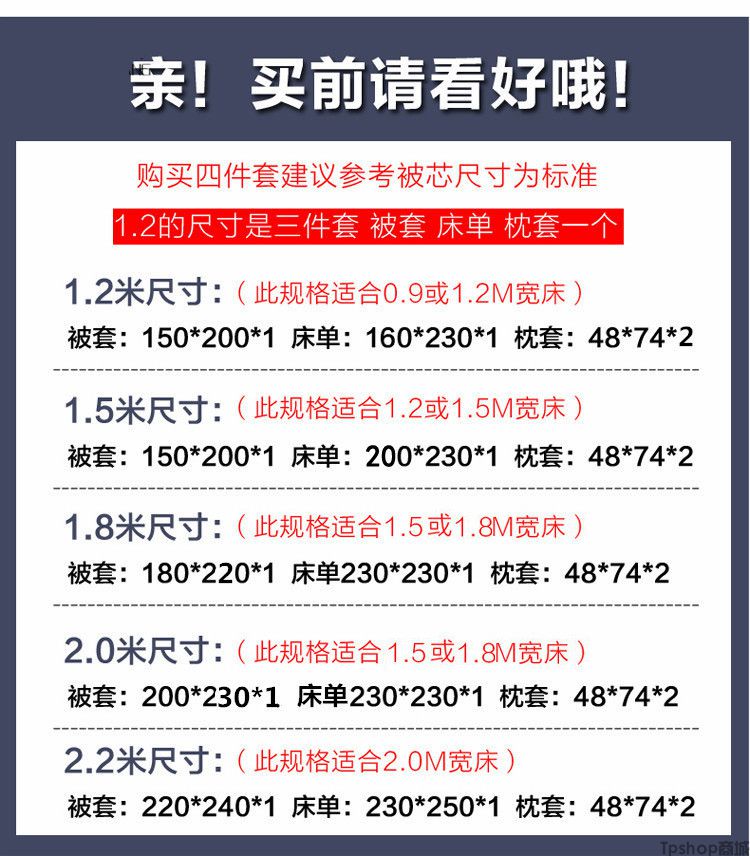 亲！买前请看好哦！
购买四件套建议参考被芯尺寸为标准
1.2的尺寸是三件套 被套 床单 枕套一个
1.2米尺寸：（此规格适合0.9或1.2M宽床）
被套：150*200*1 床单：160*230*1 枕套：48*74*2
1.5米尺寸：（此规格适合1.2或1.5M宽床）
被套：150*200*1 床单：200*230*1 枕套：48*74*2
1.8米尺寸：（此规格适合1.5或1.8M宽床）
被套：180*220*1 床单230*230*1 枕套：48*74*2
2.0米尺寸：（此规格适合1.5或1.8M宽床）
被套：200*230*1 床单230*230*1 枕套：48*74*2
2.2米尺寸：（此规格适合2.0M宽床）
被套：220*240*1 床单：230*250*1 枕套：48*74*2
Tpshop商城